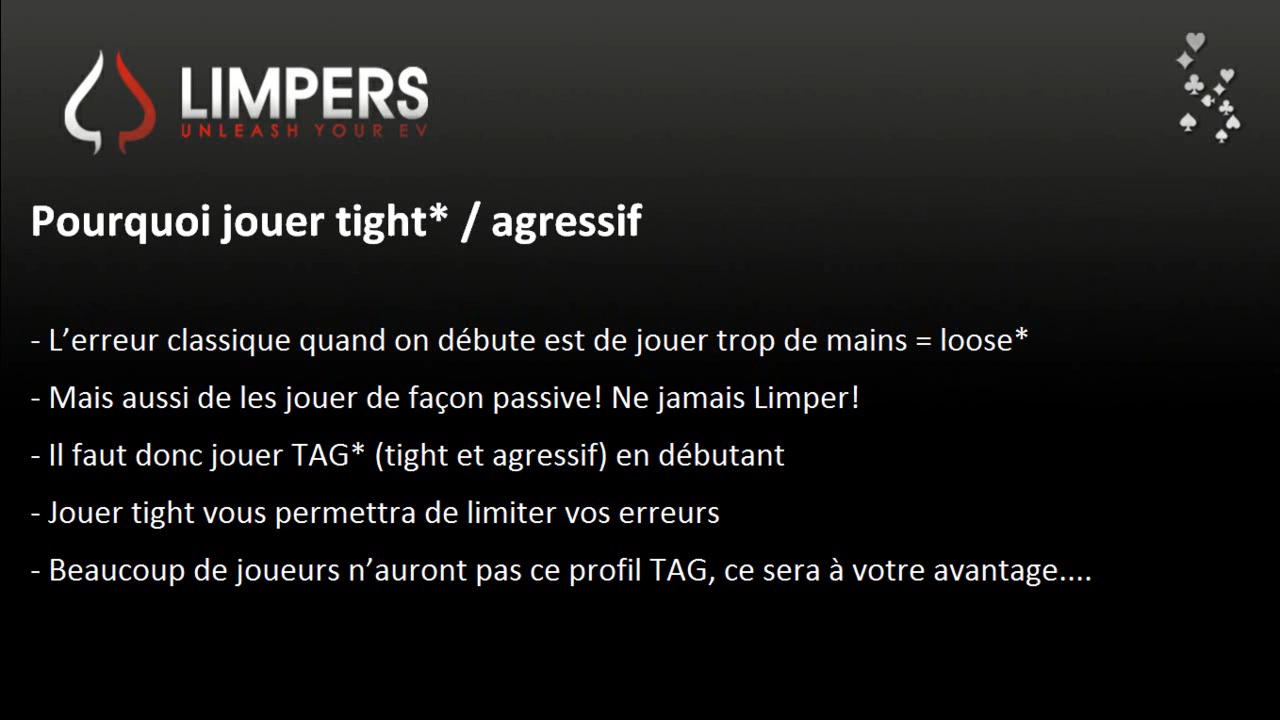 LIMPERS
UNLEASH YOUR EV
Pourquoi jouer tight* / agressif
- L’erreur classique quand on débute est de jouer trop de mains = loose*
- Mais aussi de les jouer de façon passive! Ne jamais Limper!
- Il faut donc jouer TAG* (tight et agressif) en débutant
- Jouer tight vous permettra de limiter vos erreurs
- Beaucoup de joueurs n’auront pas ce profil TAG, ce sera à votre avantage....